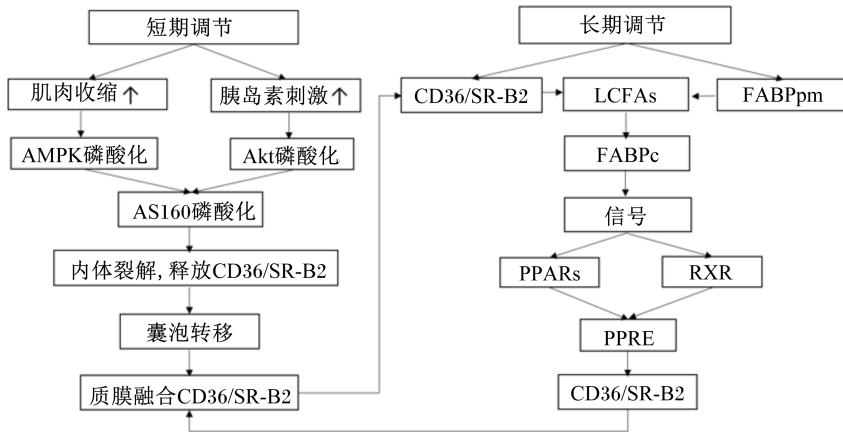 短期调节
肌肉收缩↑
胰岛素刺激↑
AMPK磷酸化
Akt磷酸化
AS160磷酸化
内体裂解,释放CD36/SR-B2
囊泡转移
质膜融合CD36/SR-B2
长期调节
CD36/SR-B2
LCFAs
FABPpm
FABPc
信号
PPARs
RXR
PPRE
CD36/SR-B2